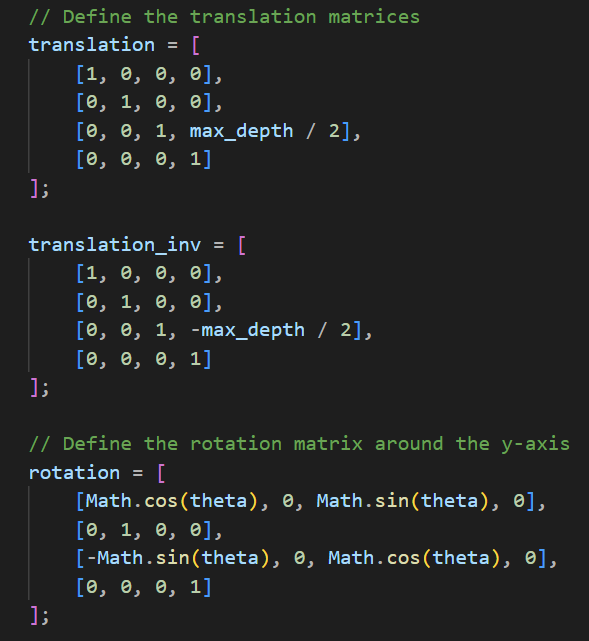 // Define the translation matrices
translation = [
    [1, 0, 0, 0],
    [0, 1, 0, 0],
    [0, 0, 1, max_depth / 2],
    [0, 0, 0, 1]
];

translation_inv = [
    [1, 0, 0, 0],
    [0, 1, 0, 0],
    [0, 0, 1, -max_depth / 2],
    [0, 0, 0, 1]
];

// Define the rotation matrix around the y-axis
rotation = [
    [Math.cos(theta), 0, Math.sin(theta), 0],
    [0, 1, 0, 0],
    [-Math.sin(theta), 0, Math.cos(theta), 0],
    [0, 0, 0, 1]
];